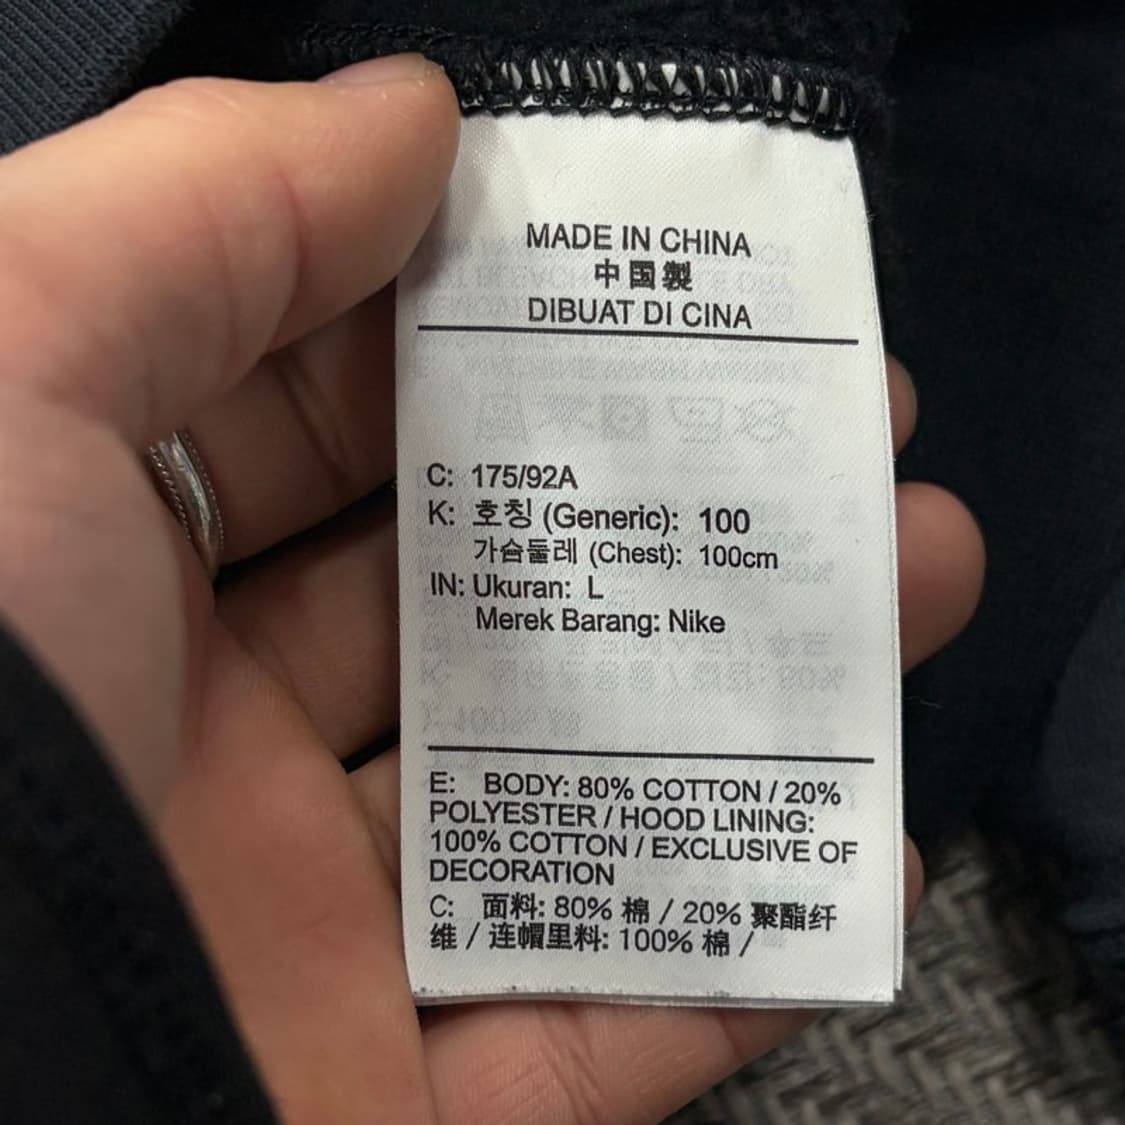 MADE IN CHINA
中国製
DIBUAT DI CINA
C: 175/92A
K: 호칭 (Generic): 100
가슴둘레 (Chest): 100cm
IN: Ukuran: L
Merek Barang: Nike
E: BODY: 80% COTTON / 20%
POLYESTER / HOOD LINING:
100% COTTON / EXCLUSIVE OF
DECORATION
C: 面料: 80% 棉 / 20% 聚酯纤
维 / 连帽里料: 100% 棉 /